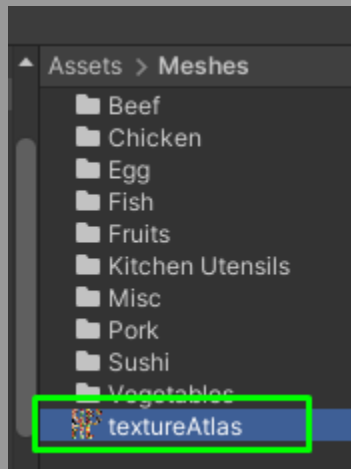 Assets > Meshes
Beef
Chicken
Egg
Fish
Fruits
Kitchen Utensils
Misc
Pork
Sushi
Vegetables
textureAtlas